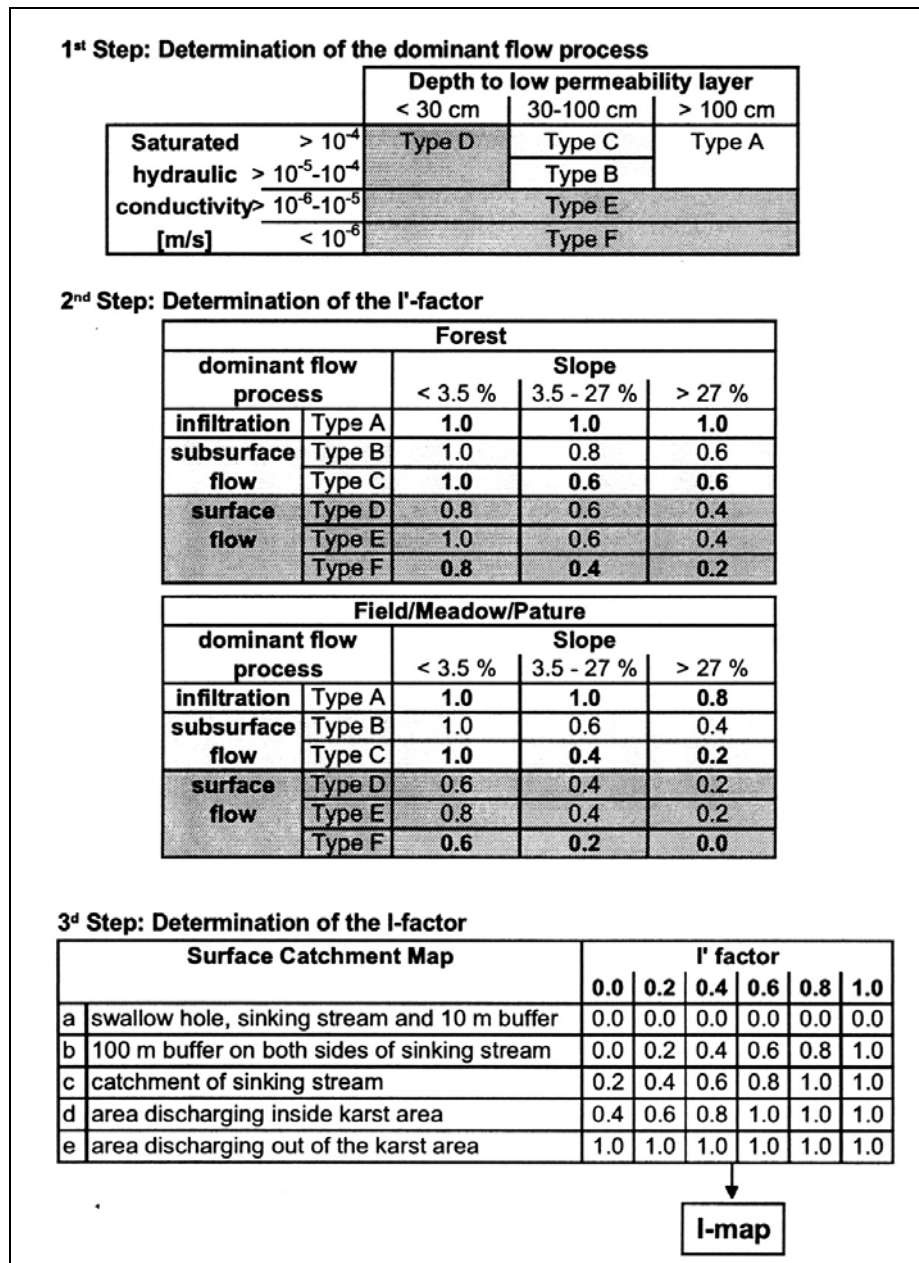 1st Step: Determination of the dominant flow process
Depth to low permeability layer
< 30 cm 30-100 cm > 100 cm
Saturated > 10-4 Type D Type C Type A
hydraulic > 10-5-10-4 Type B
conductivity > 10-6-10-5 Type E
[m/s] < 10-6 Type F
2nd Step: Determination of the I'-factor
Forest
dominant flow Slope
process < 3.5 % 3.5 - 27 % > 27 %
infiltration Type A 1.0 1.0 1.0
subsurface Type B 1.0 0.8 0.6
flow Type C 1.0 0.6 0.6
surface Type D 0.8 0.6 0.4
flow Type E 1.0 0.6 0.4
Type F 0.8 0.4 0.2
Field/Meadow/Pature
dominant flow Slope
process < 3.5 % 3.5 - 27 % > 27 %
infiltration Type A 1.0 1.0 0.8
subsurface Type B 1.0 0.6 0.4
flow Type C 1.0 0.4 0.2
surface Type D 0.6 0.4 0.2
flow Type E 0.8 0.4 0.2
Type F 0.6 0.2 0.0
3d Step: Determination of the I-factor
Surface Catchment Map I' factor
0.0 0.2 0.4 0.6 0.8 1.0
a swallow hole, sinking stream and 10 m buffer 0.0 0.0 0.0 0.0 0.0 0.0
b 100 m buffer on both sides of sinking stream 0.0 0.2 0.4 0.6 0.8 1.0
c catchment of sinking stream 0.2 0.4 0.6 0.8 1.0 1.0
d area discharging inside karst area 0.4 0.6 0.8 1.0 1.0 1.0
e area discharging out of the karst area 1.0 1.0 1.0 1.0 1.0 1.0
I-map